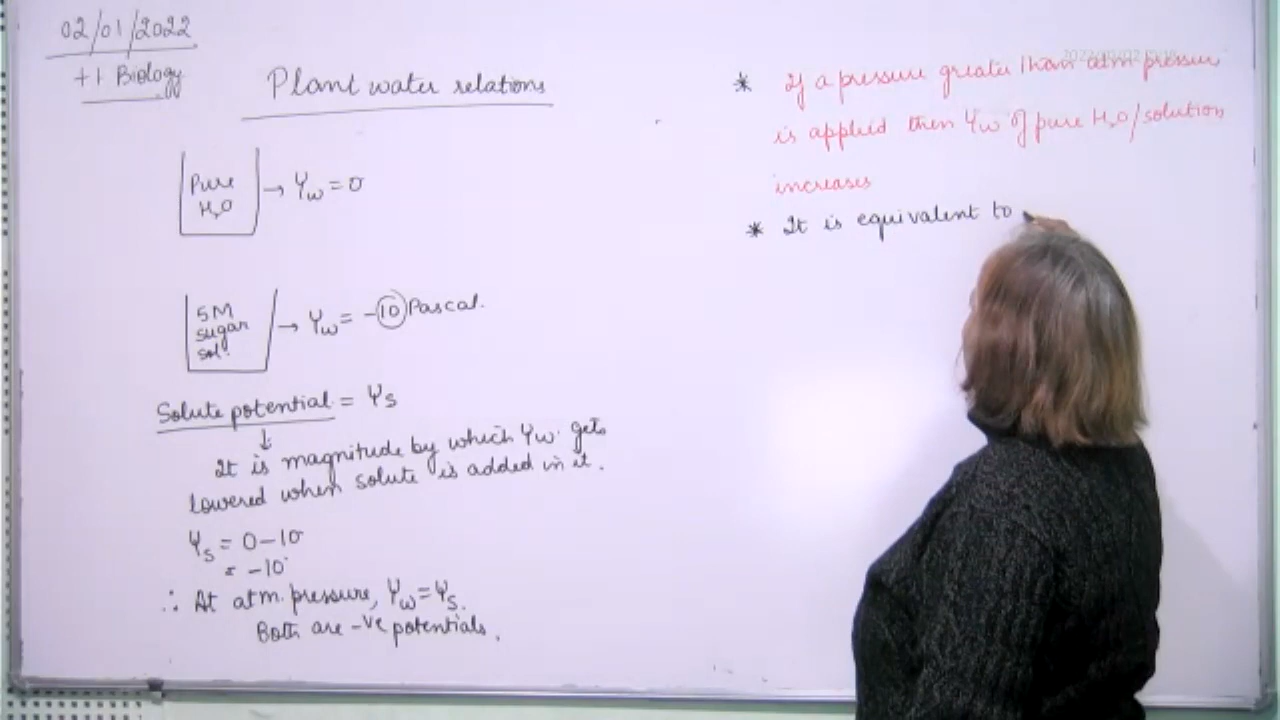 02/01/2022
+1 Biology
Plant water relations
Pure
H₂O
→ Ψw = 0
5M
sugar
sol.
→ Ψw = -10 Pascal.
Solute potential = Ψs
↓
It is magnitude by which Ψw gets
lowered when solute is added in it.
Ψs = 0-10
= -10
∴ At atm. pressure, Ψw = Ψs.
Both are -ve potentials.
* If a pressure greater than atm pressure
is applied then Ψw of pure H₂O/solution
increases
* It is equivalent to